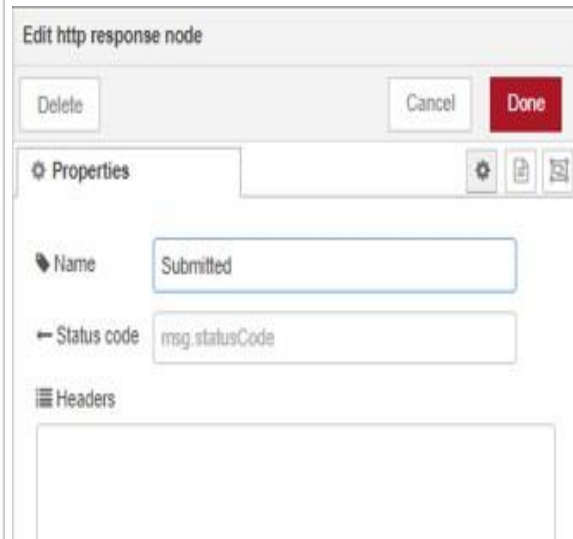 Edit http response node
Delete Cancel Done
Properties
Name Submitted
Status code msg.statusCode
Headers